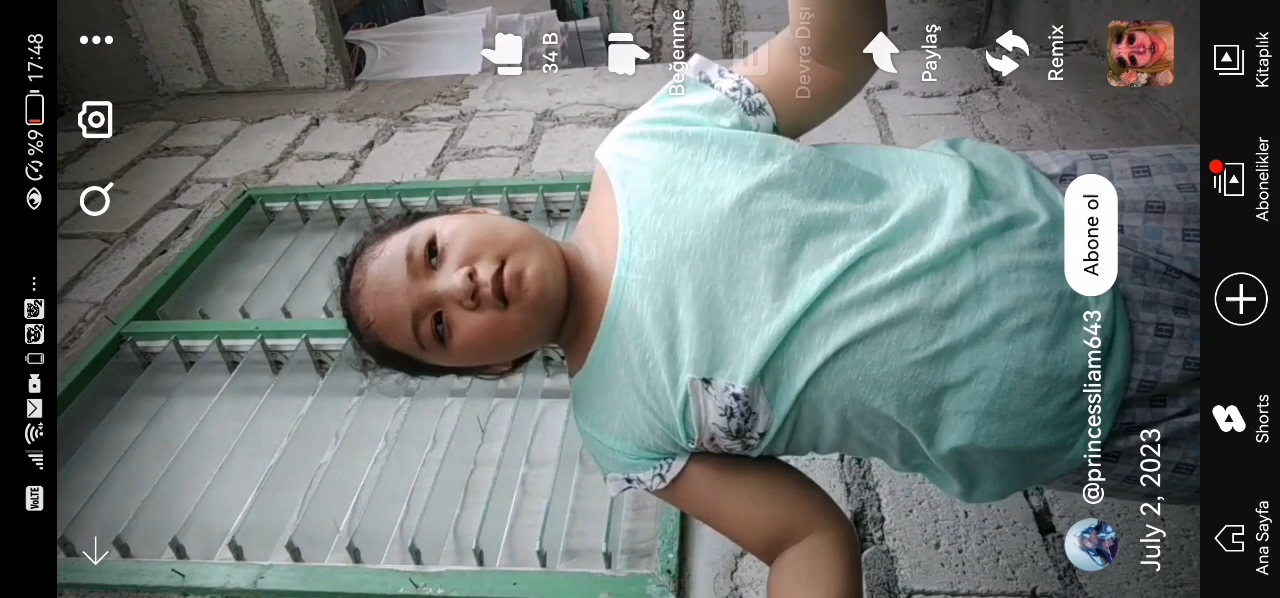 VoLTE
%9 17:48
34 B
Beğenme
Devre Dışı
Paylaş
Remix
@princessliam643
Abone ol
July 2, 2023
Ana Sayfa
Shorts
Abonelikler
Kitaplık